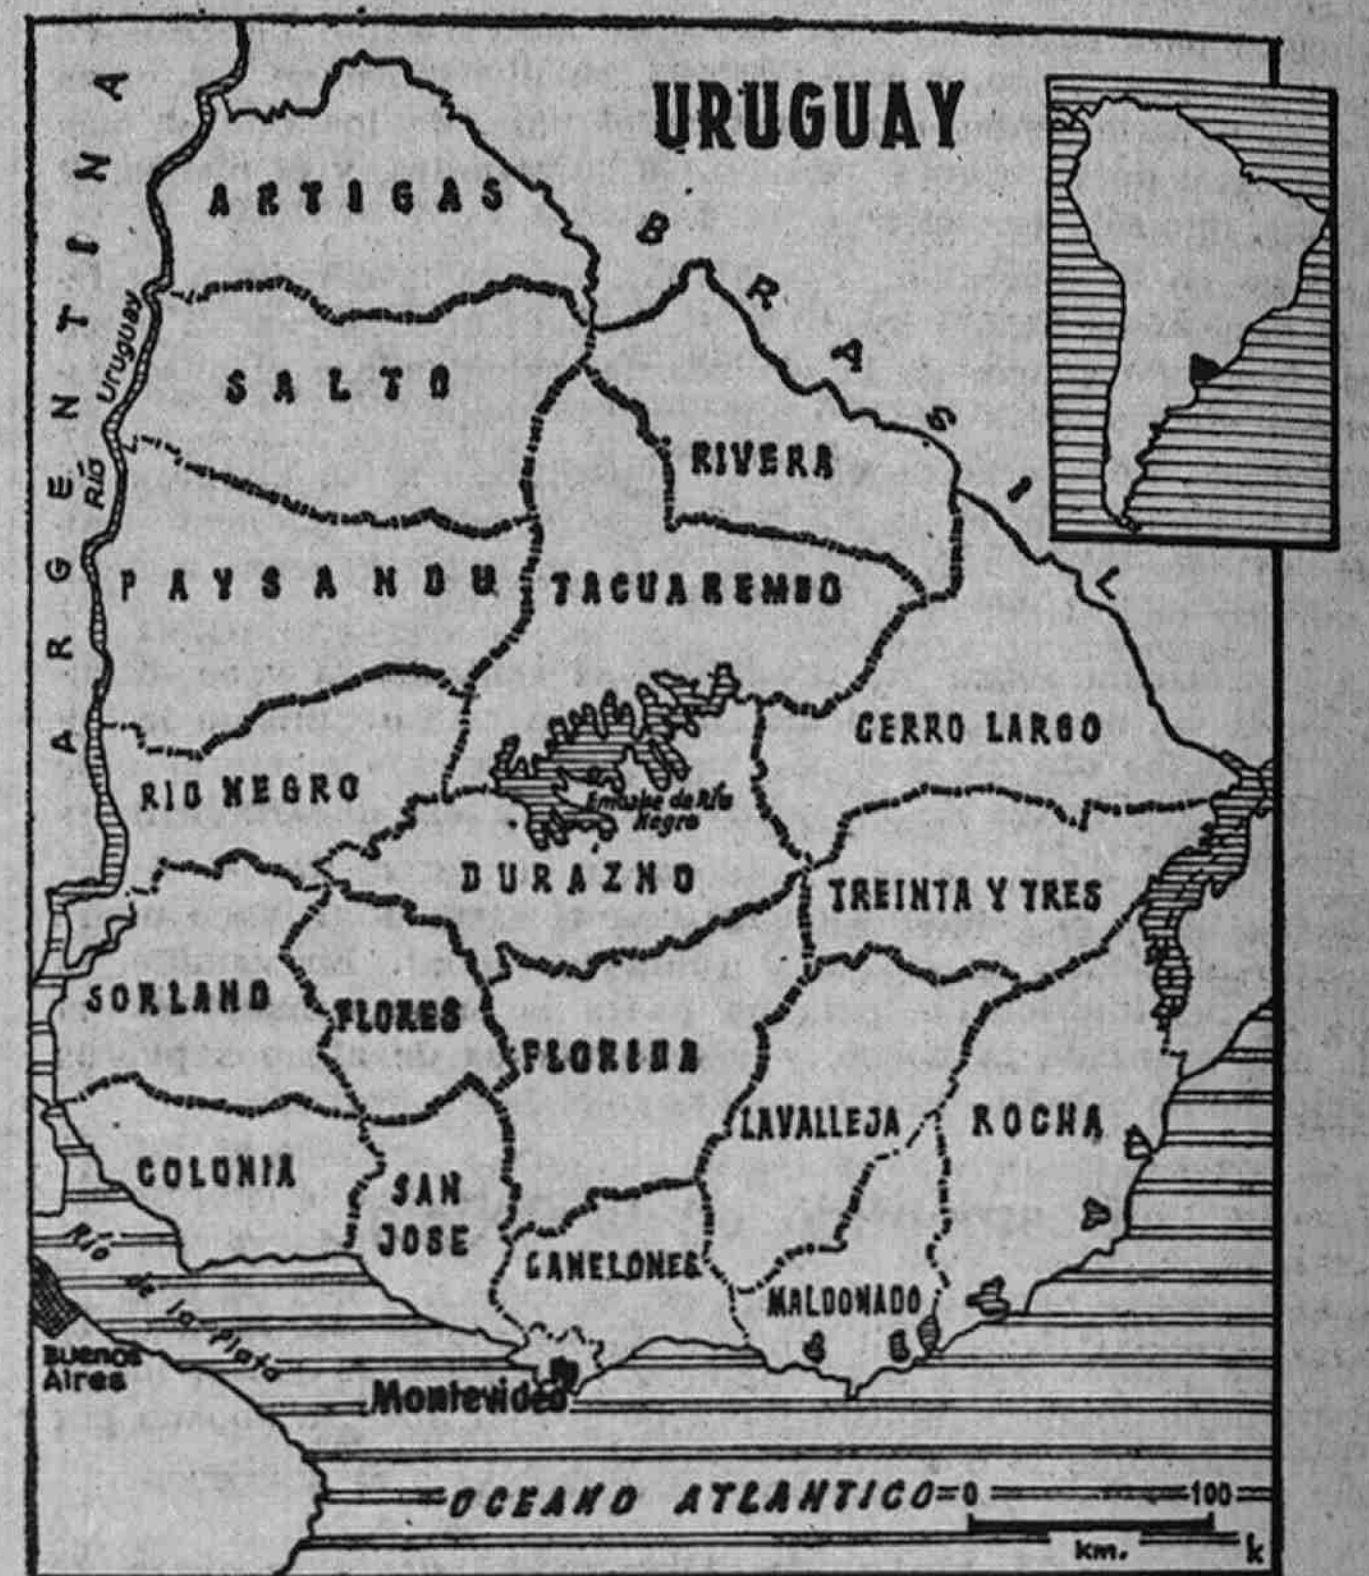 URUGUAY
ARGENTINA
BRASIL
ARTIGAS
Río Uruguay
SALTO
RIVERA
PAYSANDU
TACUAREMBO
CERRO LARGO
RIO NEGRO
Embalse de Río
Negro
DURAZNO
TREINTA Y TRES
SORIANO
FLORES
FLORIDA
LAVALLEJA
ROCHA
COLONIA
SAN
JOSE
CANELONES
MALDONADO
Río de la Plata
Buenos
Aires
Montevideo
OCEANO ATLANTICO
0 100
km.
k